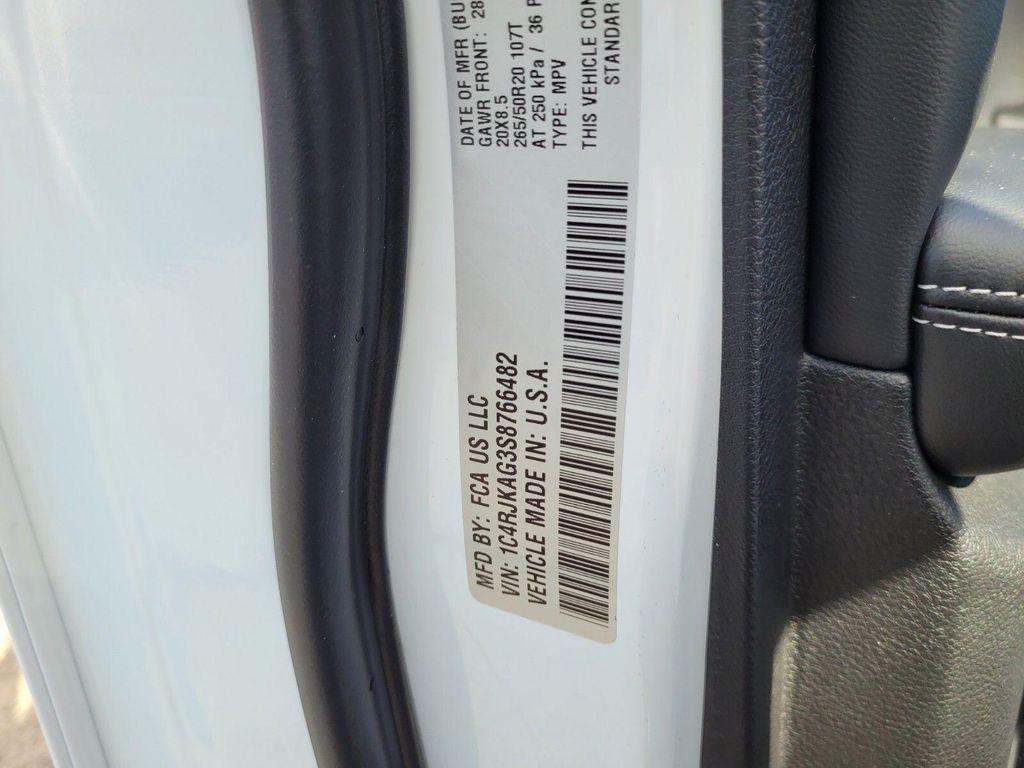 MFD BY: FCA US LLC
VIN: 1C4RJKAG3S8766482
VEHICLE MADE IN: U.S.A.
DATE OF MFR
GAWR FRONT: 28
20X8.5
265/50R20 107T
AT 250 kPa / 36
TYPE: MPV
THIS VEHICLE